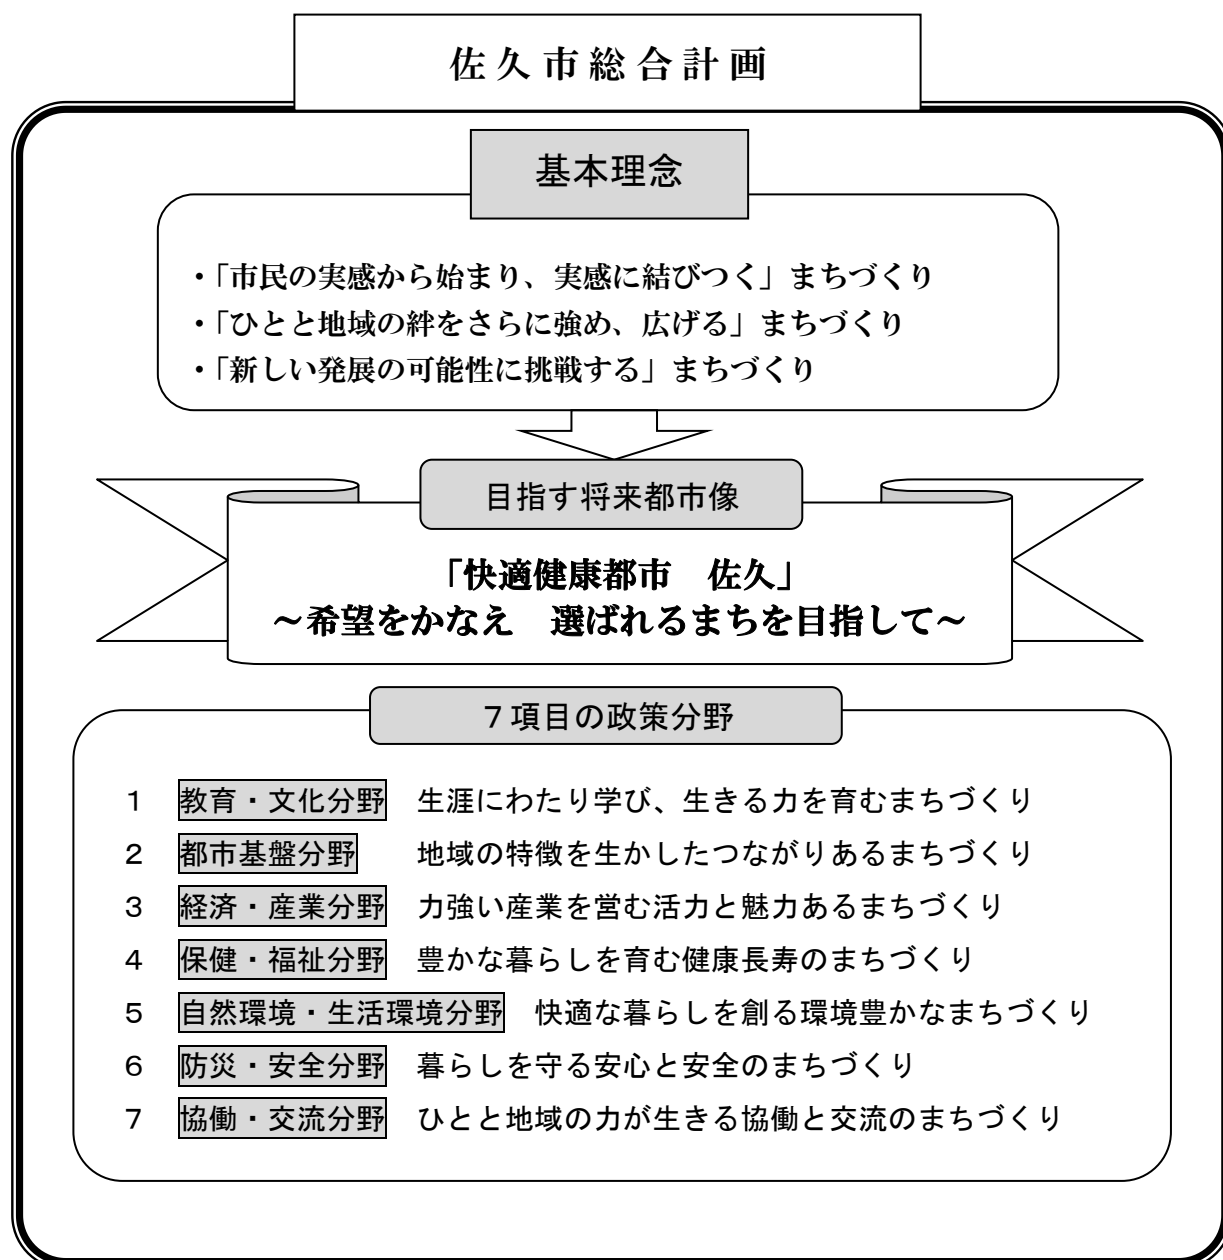 佐久市総合計画
基本理念
・「市民の実感から始まり、実感に結びつく」まちづくり
・「ひとと地域の絆をさらに強め、広げる」まちづくり
・「新しい発展の可能性に挑戦する」まちづくり
目指す将来都市像
「快適健康都市　佐久」
～希望をかなえ　選ばれるまちを目指して～
７項目の政策分野
１　教育・文化分野　生涯にわたり学び、生きる力を育むまちづくり
２　都市基盤分野　地域の特徴を生かしたつながりあるまちづくり
３　経済・産業分野　力強い産業を営む活力と魅力あるまちづくり
４　保健・福祉分野　豊かな暮らしを育む健康長寿のまちづくり
５　自然環境・生活環境分野　快適な暮らしを創る環境豊かなまちづくり
６　防災・安全分野　暮らしを守る安心と安全のまちづくり
７　協働・交流分野　ひとと地域の力が生きる協働と交流のまちづくり